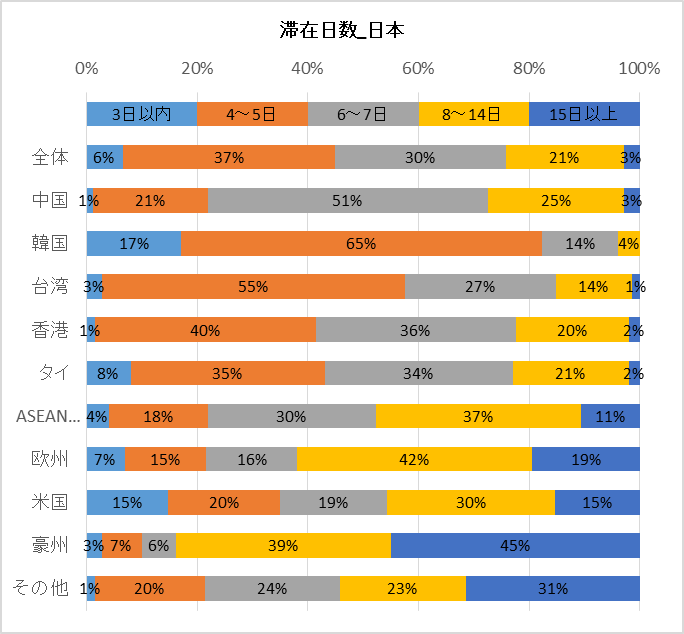 滞在日数_日本
0% 20% 40% 60% 80% 100%
3日以内 4～5日 6～7日 8～14日 15日以上
全体 6% 37% 30% 21% 3%
中国 1% 21% 51% 25% 3%
韓国 17% 65% 14% 4%
台湾 3% 55% 27% 14% 1%
香港 1% 40% 36% 20% 2%
タイ 8% 35% 34% 21% 2%
ASEAN... 4% 18% 30% 37% 11%
欧州 7% 15% 16% 42% 19%
米国 15% 20% 19% 30% 15%
豪州 3% 7% 6% 39% 45%
その他 1% 20% 24% 23% 31%